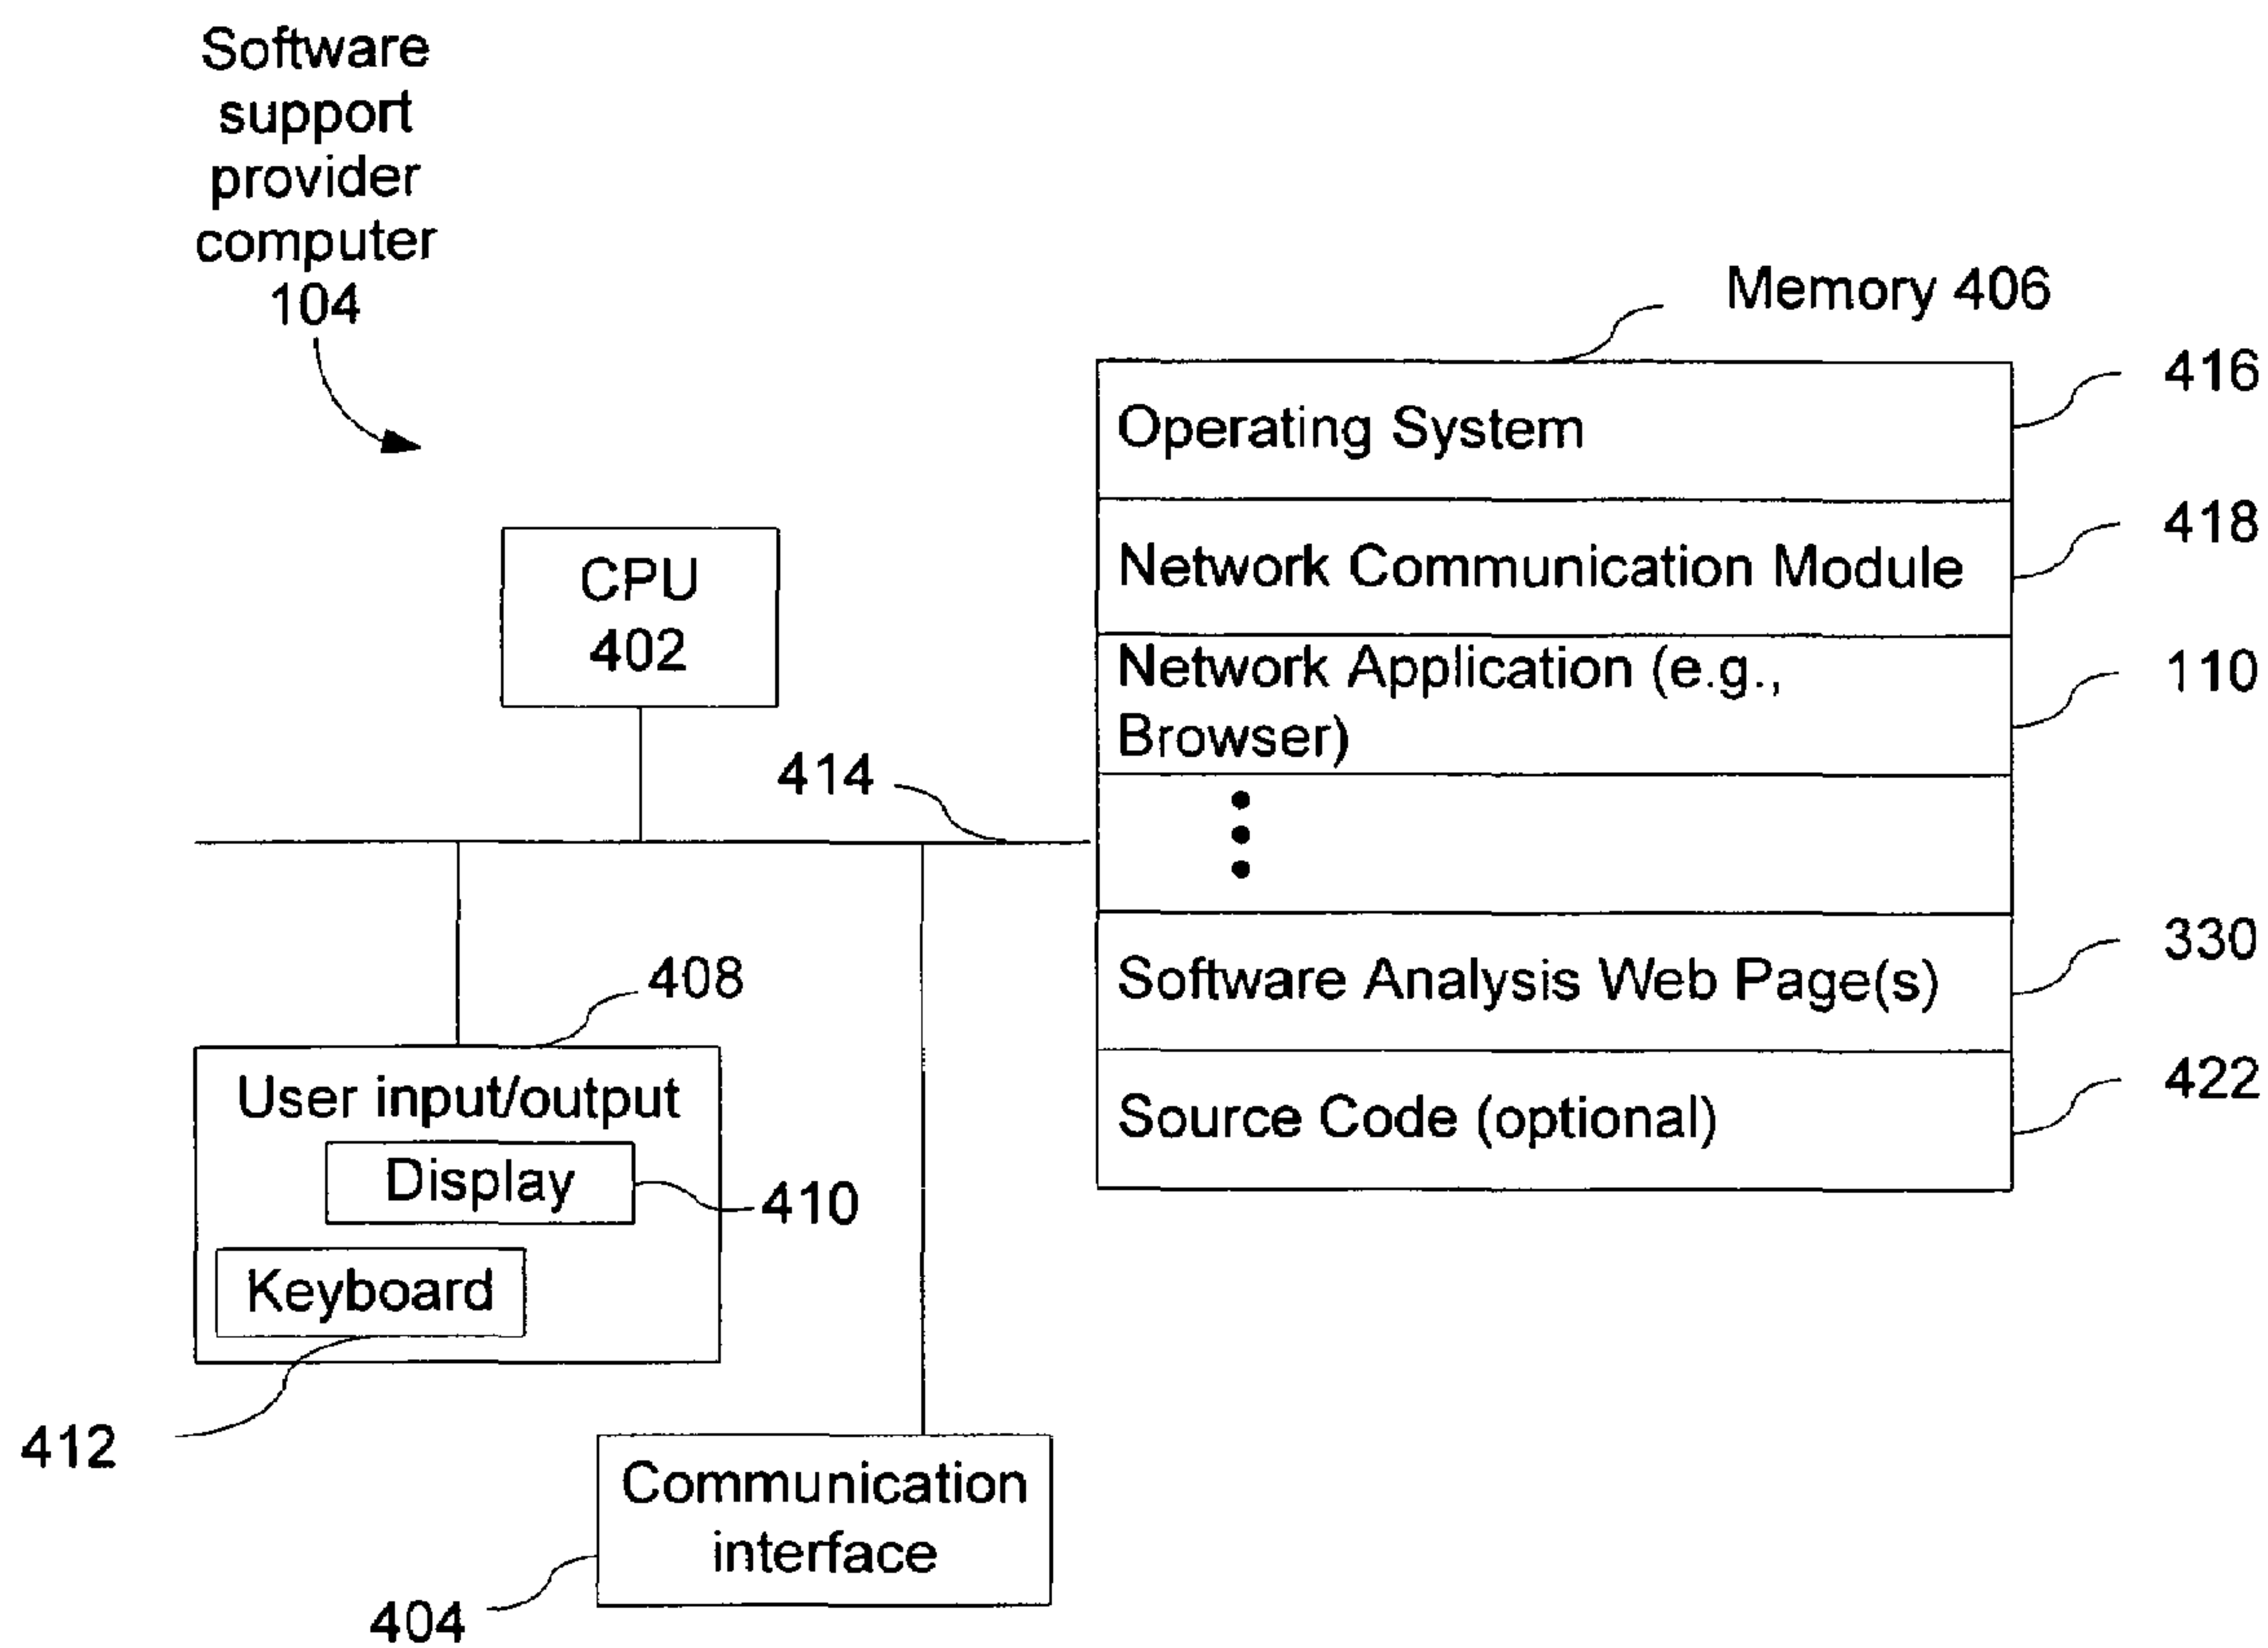 Software
support
provider
computer
104
Memory 406
416
Operating System
418
Network Communication Module
CPU
402
110
Network Application (e.g.,
Browser)
414
330
Software Analysis Web Page(s)
408
422
Source Code (optional)
User input/output
Display
410
Keyboard
412
Communication
interface
404